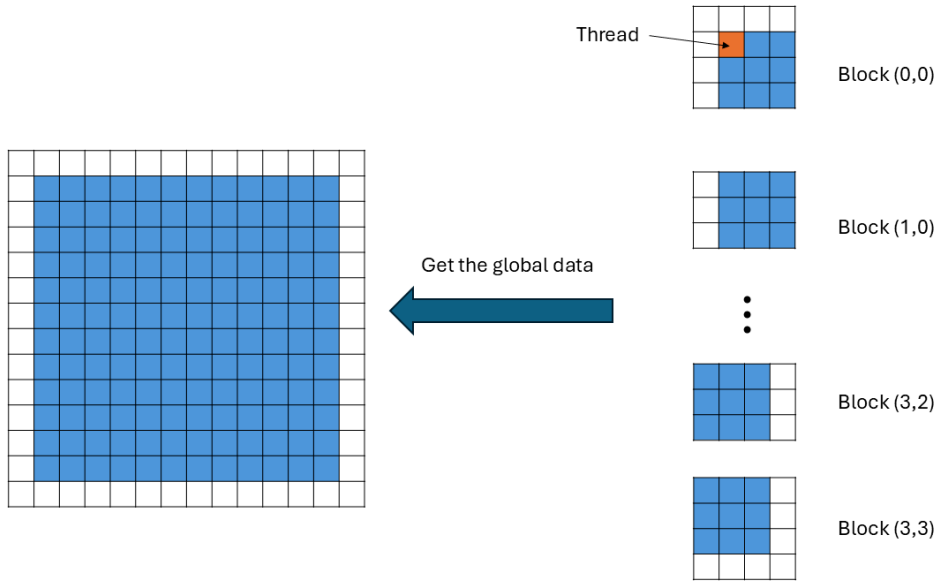 Thread
Block (0,0)
Block (1,0)
Get the global data
Block (3,2)
Block (3,3)